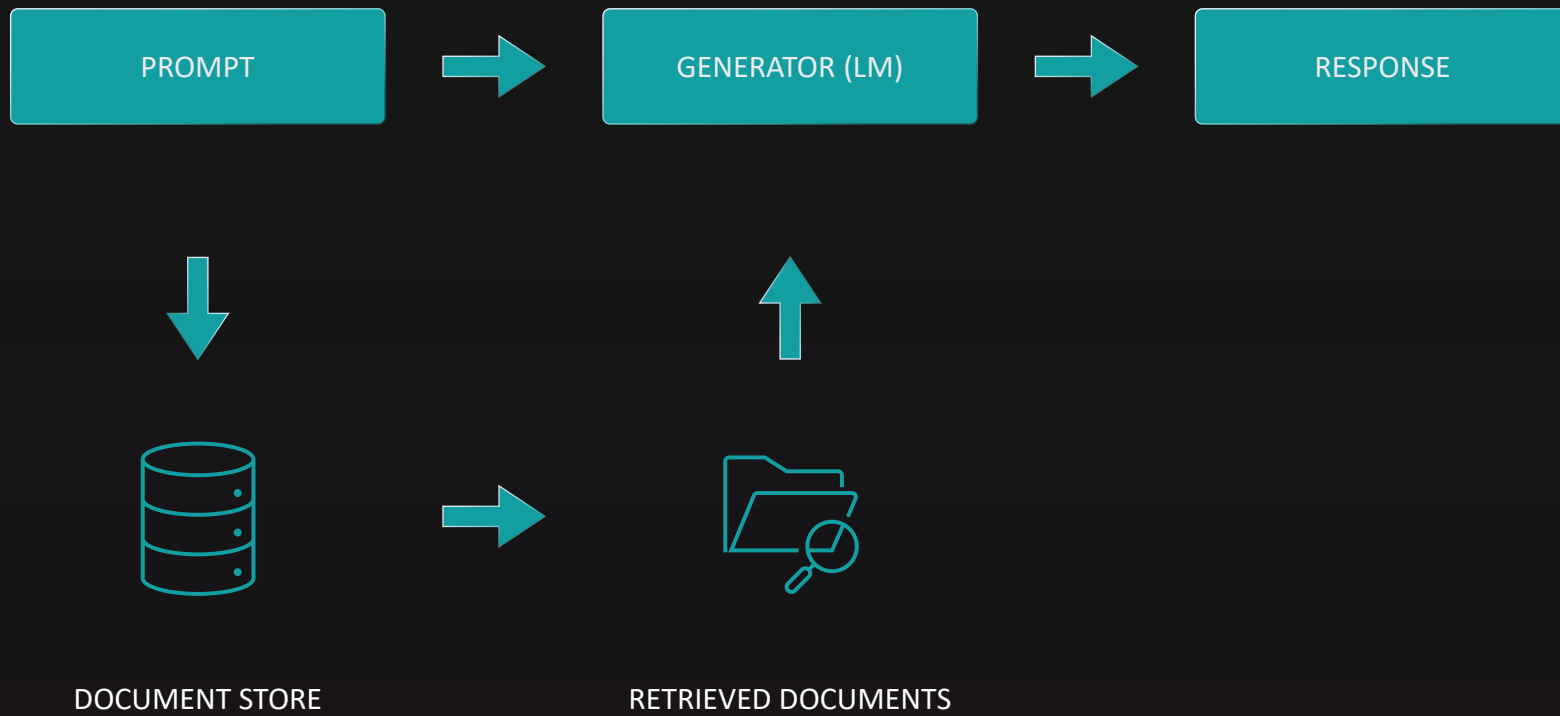 PROMPT
GENERATOR (LM)
RESPONSE
DOCUMENT STORE
RETRIEVED DOCUMENTS